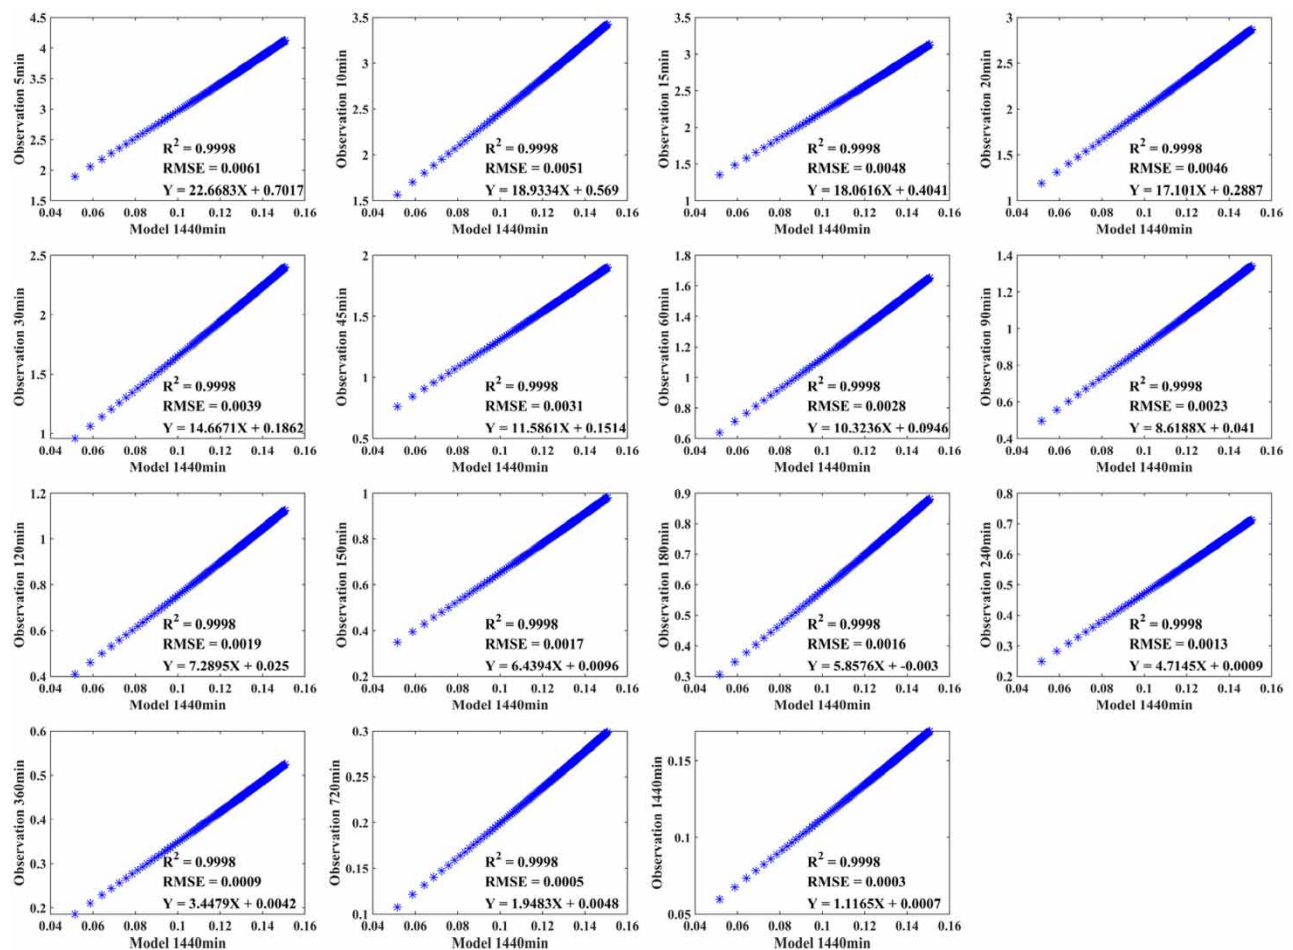 4.5
4
3.5
3
2.5
2
1.5
Observation 5min
R² = 0.9998
RMSE = 0.0061
Y = 22.6683X + 0.7017
0.04 0.06 0.08 0.1 0.12 0.14 0.16
Model 1440min
3.5
3
2.5
2
1.5
Observation 10min
R² = 0.9998
RMSE = 0.0051
Y = 18.9334X + 0.569
0.04 0.06 0.08 0.1 0.12 0.14 0.16
Model 1440min
3.5
3
2.5
2
1.5
1
Observation 15min
R² = 0.9998
RMSE = 0.0048
Y = 18.0616X + 0.4041
0.04 0.06 0.08 0.1 0.12 0.14 0.16
Model 1440min
3
2.5
2
1.5
1
Observation 20min
R² = 0.9998
RMSE = 0.0046
Y = 17.101X + 0.2887
0.04 0.06 0.08 0.1 0.12 0.14 0.16
Model 1440min
2.5
2
1.5
1
Observation 30min
R² = 0.9998
RMSE = 0.0039
Y = 14.6671X + 0.1862
0.04 0.06 0.08 0.1 0.12 0.14 0.16
Model 1440min
2
1.5
1
0.5
Observation 45min
R² = 0.9998
RMSE = 0.0031
Y = 11.5861X + 0.1514
0.04 0.06 0.08 0.1 0.12 0.14 0.16
Model 1440min
1.8
1.6
1.4
1.2
1
0.8
0.6
Observation 60min
R² = 0.9998
RMSE = 0.0028
Y = 10.3236X + 0.0946
0.04 0.06 0.08 0.1 0.12 0.14 0.16
Model 1440min
1.4
1.2
1
0.8
0.6
0.4
Observation 90min
R² = 0.9998
RMSE = 0.0023
Y = 8.6188X + 0.041
0.04 0.06 0.08 0.1 0.12 0.14 0.16
Model 1440min
1.2
1
0.8
0.6
0.4
Observation 120min
R² = 0.9998
RMSE = 0.0019
Y = 7.2895X + 0.025
0.04 0.06 0.08 0.1 0.12 0.14 0.16
Model 1440min
1
0.8
0.6
0.4
0.2
Observation 150min
R² = 0.9998
RMSE = 0.0017
Y = 6.4394X + 0.0096
0.04 0.06 0.08 0.1 0.12 0.14 0.16
Model 1440min
0.9
0.8
0.7
0.6
0.5
0.4
0.3
Observation 180min
R² = 0.9998
RMSE = 0.0016
Y = 5.8576X + -0.003
0.04 0.06 0.08 0.1 0.12 0.14 0.16
Model 1440min
0.8
0.7
0.6
0.5
0.4
0.3
0.2
Observation 240min
R² = 0.9998
RMSE = 0.0013
Y = 4.7145X + 0.0009
0.04 0.06 0.08 0.1 0.12 0.14 0.16
Model 1440min
0.6
0.5
0.4
0.3
0.2
Observation 360min
R² = 0.9998
RMSE = 0.0009
Y = 3.4479X + 0.0042
0.04 0.06 0.08 0.1 0.12 0.14 0.16
Model 1440min
0.3
0.25
0.2
0.15
0.1
Observation 720min
R² = 0.9998
RMSE = 0.0005
Y = 1.9483X + 0.0048
0.04 0.06 0.08 0.1 0.12 0.14 0.16
Model 1440min
0.15
0.1
0.05
Observation 1440min
R² = 0.9998
RMSE = 0.0003
Y = 1.1165X + 0.0007
0.04 0.06 0.08 0.1 0.12 0.14 0.16
Model 1440min